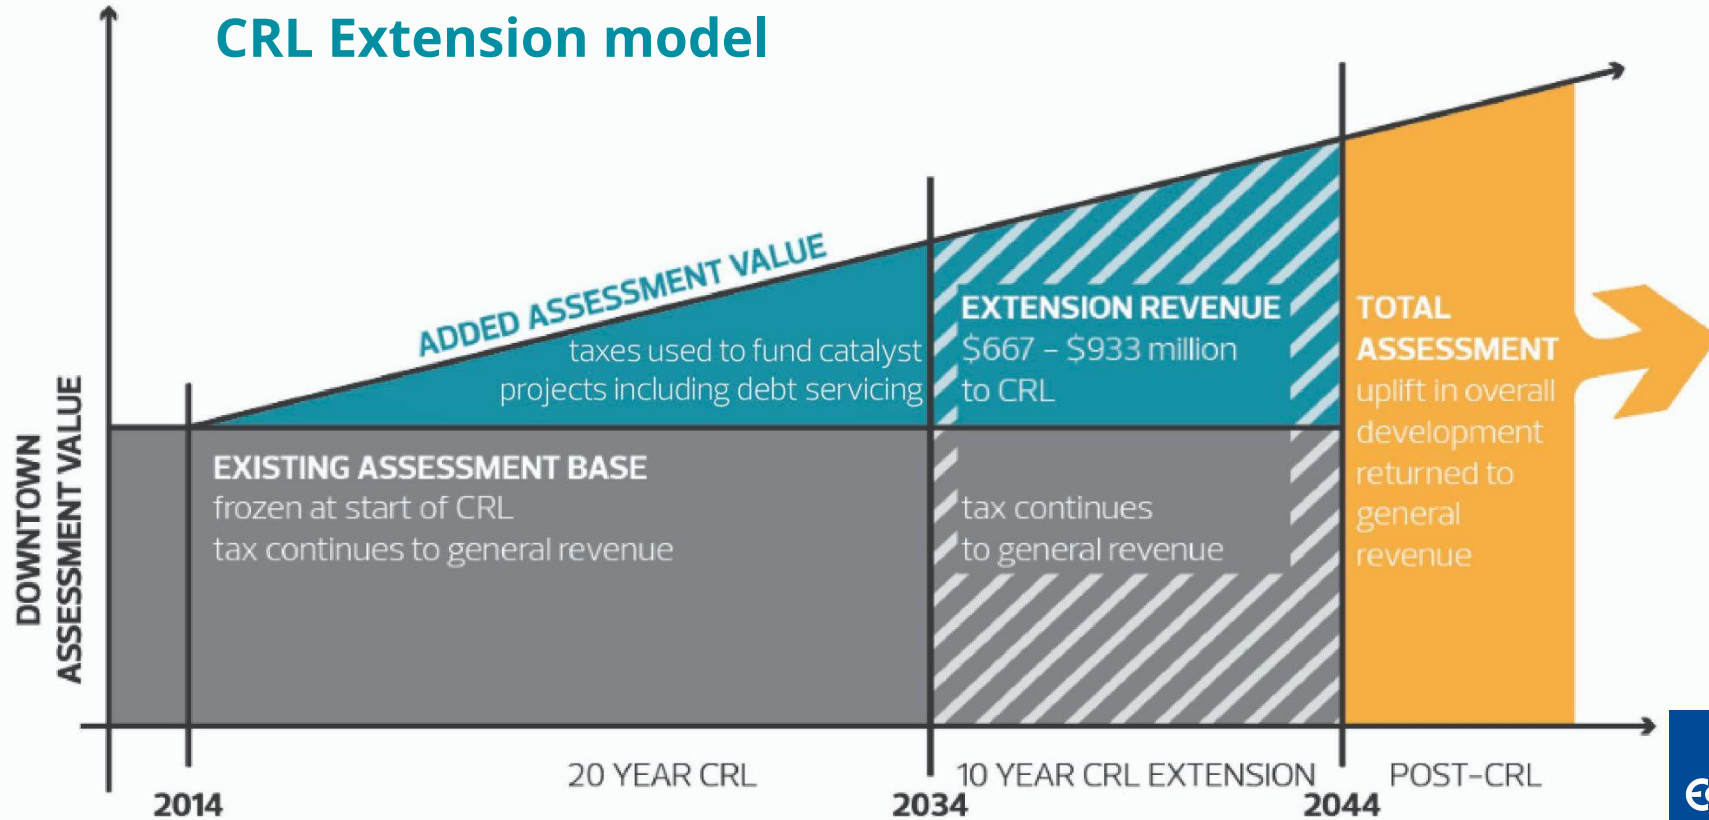 CRL Extension model
DOWNTOWN
ASSESSMENT VALUE
ADDED ASSESSMENT VALUE
taxes used to fund catalyst
projects including debt servicing
EXISTING ASSESSMENT BASE
frozen at start of CRL
tax continues to general revenue
EXTENSION REVENUE
$667 – $933 million
to CRL
tax continues
to general revenue
TOTAL
ASSESSMENT
uplift in overall
development
returned to
general
revenue
20 YEAR CRL
10 YEAR CRL EXTENSION
POST-CRL
2014
2034
2044